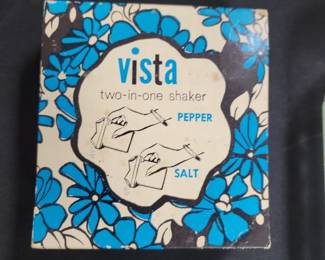 vista
two-in-one shaker
PEPPER
SALT